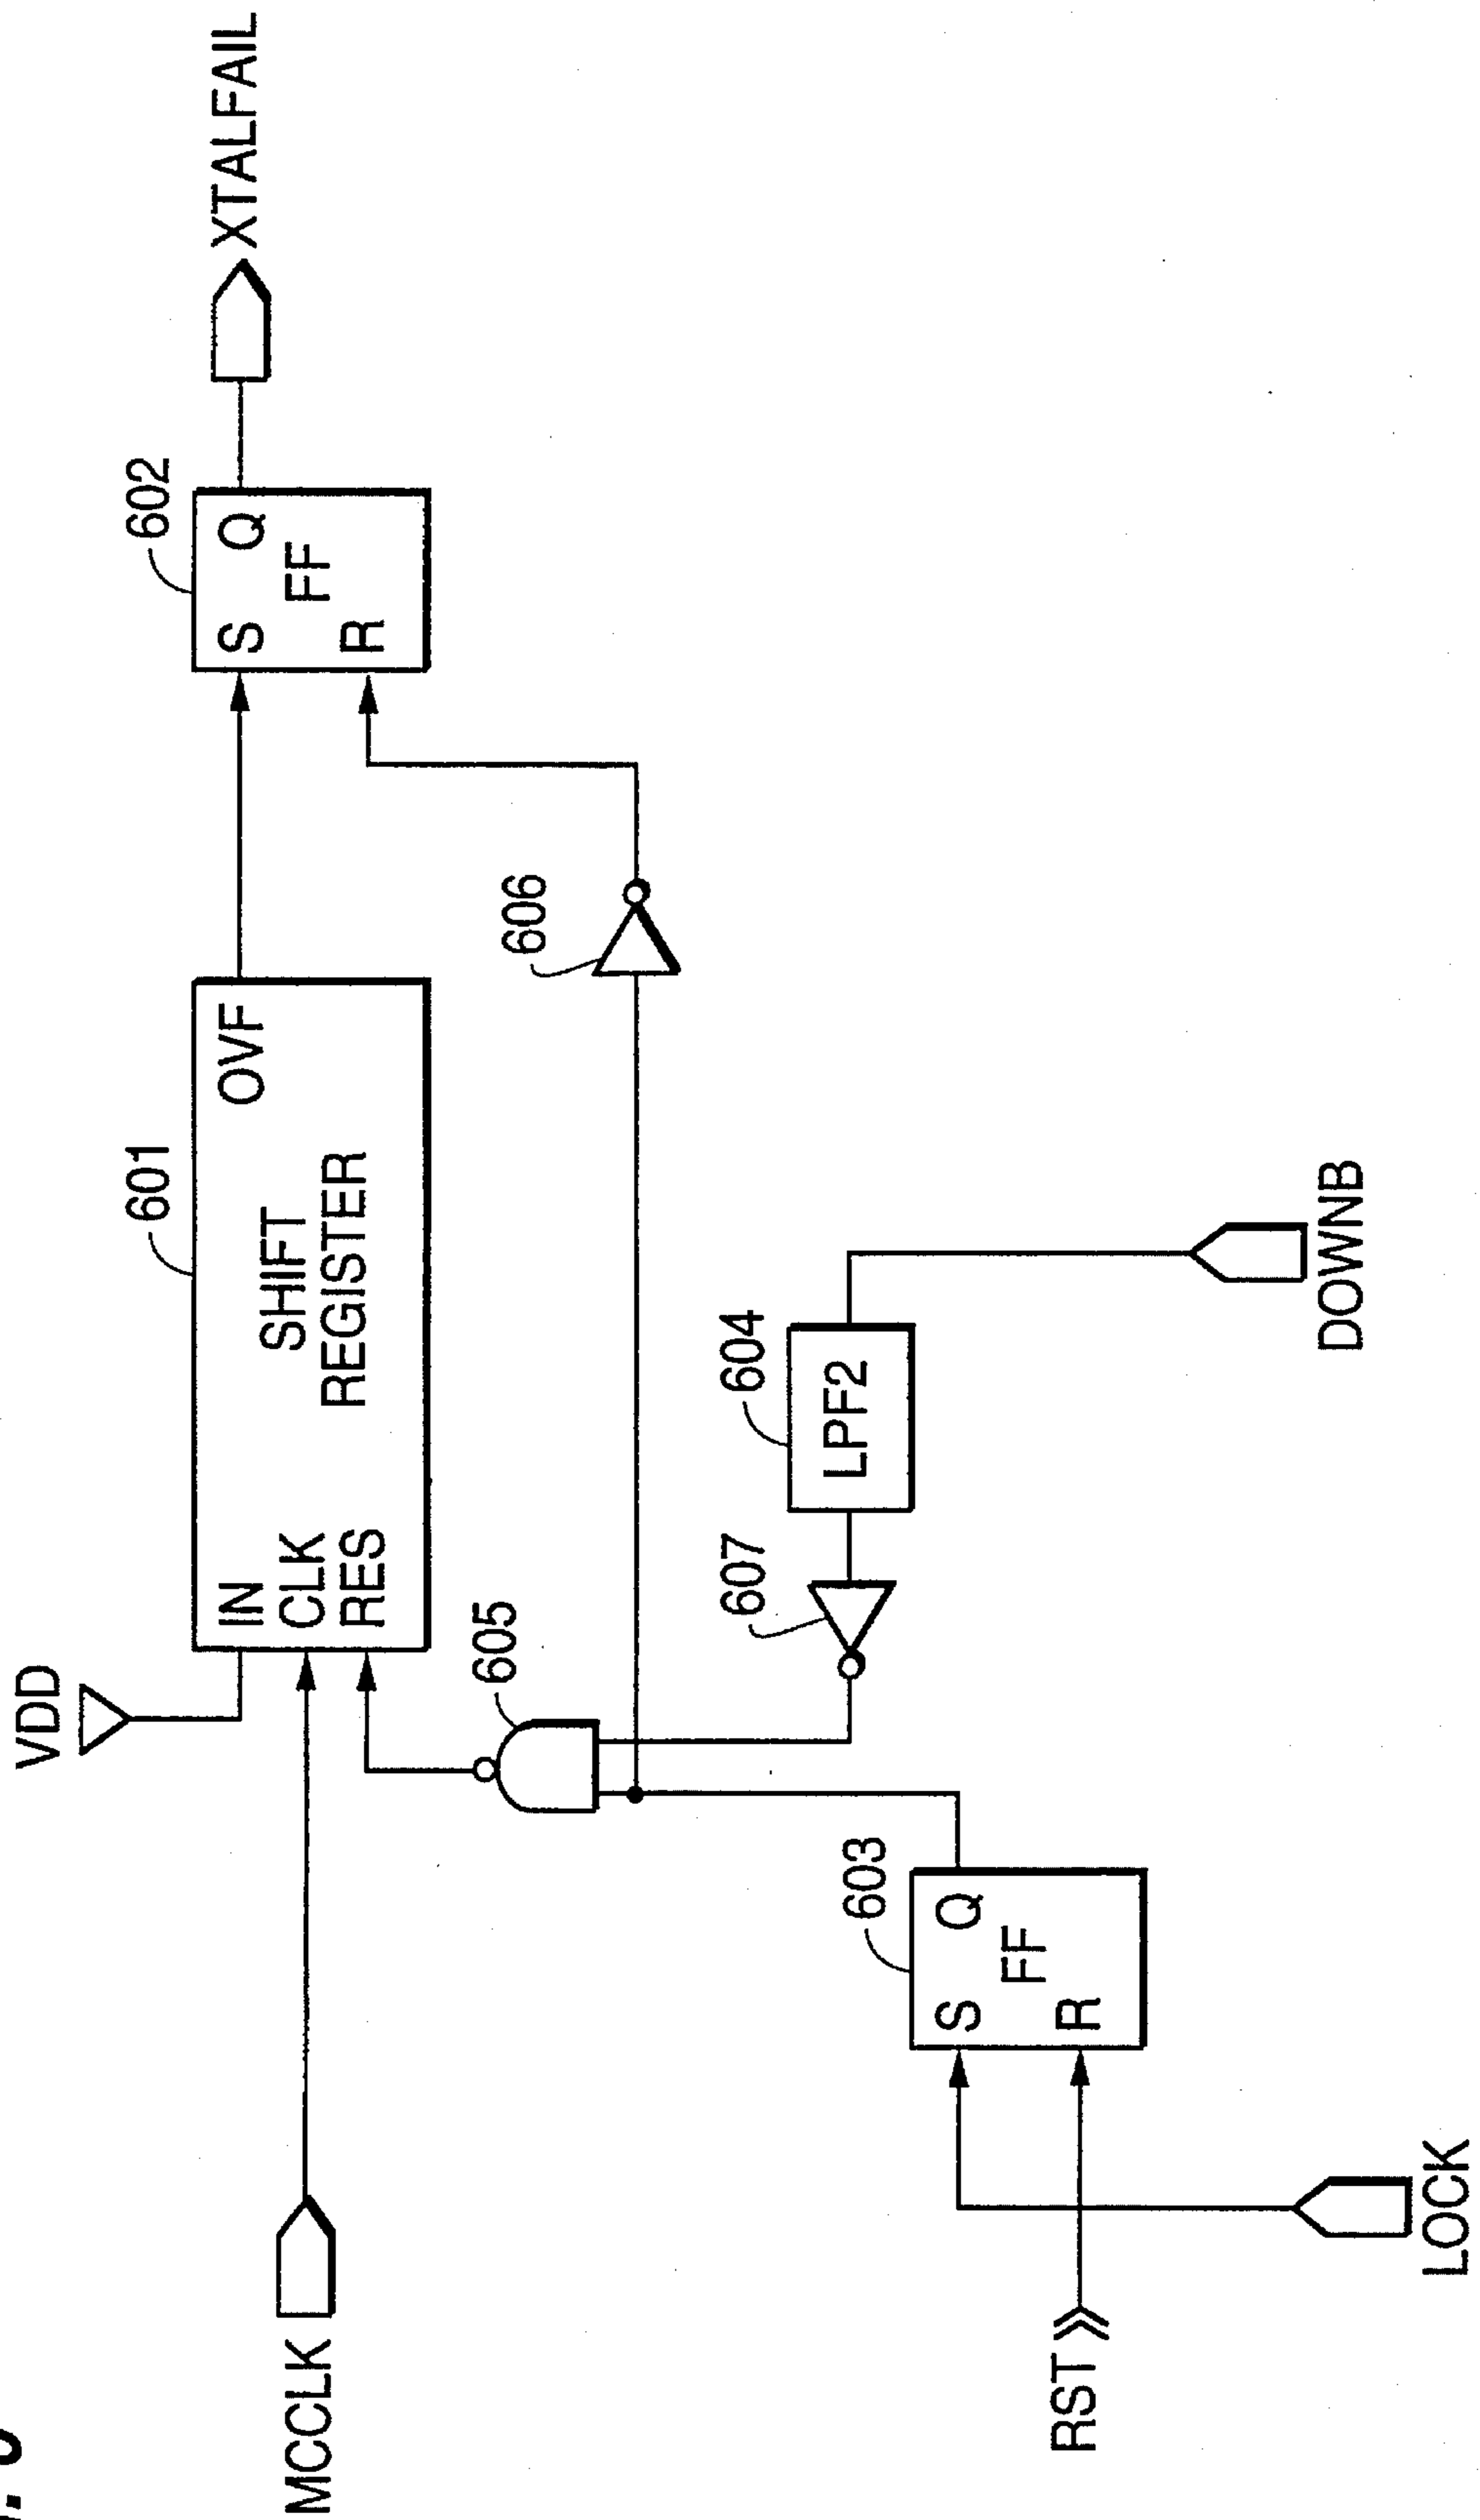 VDD
601
602
IN
OVF
S
Q
XTALFAIL
MCCLK
CLK
SHIFT
FF
RES
REGISTER
R
605
606
607
604
LPF2
603
S
Q
FF
RST
R
DOWNB
LOCK